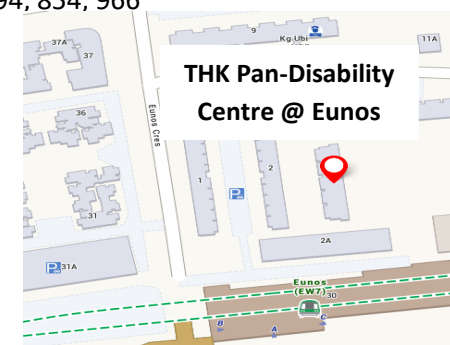 94, 854, 966
9
Kg Ubi
11A
37A
37
THK Pan-Disability
Centre @ Eunos
Eunos Cres
36
1
2
P
31
2A
P 31A
Eunos
(EW7)
30
B
A
C